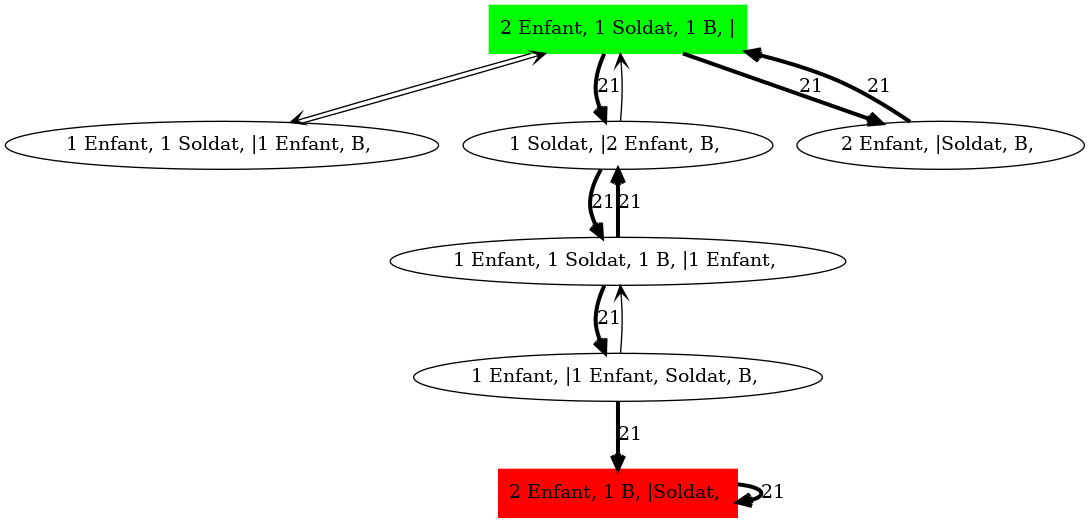 2 Enfant, 1 Soldat, 1 B, |
21
21
21
1 Enfant, 1 Soldat, |1 Enfant, B,
1 Soldat, |2 Enfant, B,
2 Enfant, |Soldat, B,
21
21
1 Enfant, 1 Soldat, 1 B, |1 Enfant,
21
1 Enfant, |1 Enfant, Soldat, B,
21
2 Enfant, 1 B, |Soldat,
21